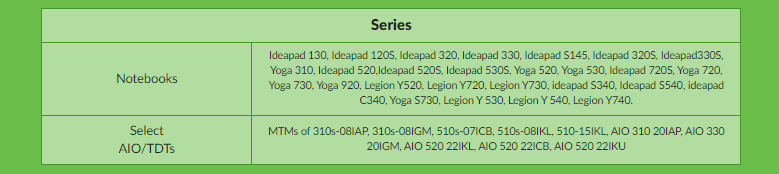 Series
Notebooks
Ideapad 130, Ideapad 120S, Ideapad 320, Ideapad 330, Ideapad S145, Ideapad 320S, Ideapad330S,
Yoga 310, Ideapad 520,Ideapad 520S, Ideapad 530S, Yoga 520, Yoga 530, Ideapad 720S, Yoga 720,
Yoga 730, Yoga 920, Legion Y520, Legion Y720, Legion Y730, ideapad S340, Ideapad S540, ideapad
C340, Yoga S730, Legion Y 530, Legion Y 540, Legion Y740.
Select
AIO/TDTs
MTMs of 310s-08IAP, 310s-08IGM, 510s-07ICB, 510s-08IKL, 510-15IKL, AIO 310 20IAP, AIO 330
20IGM, AIO 520 22IKL, AIO 520 22ICB, AIO 520 22IKU